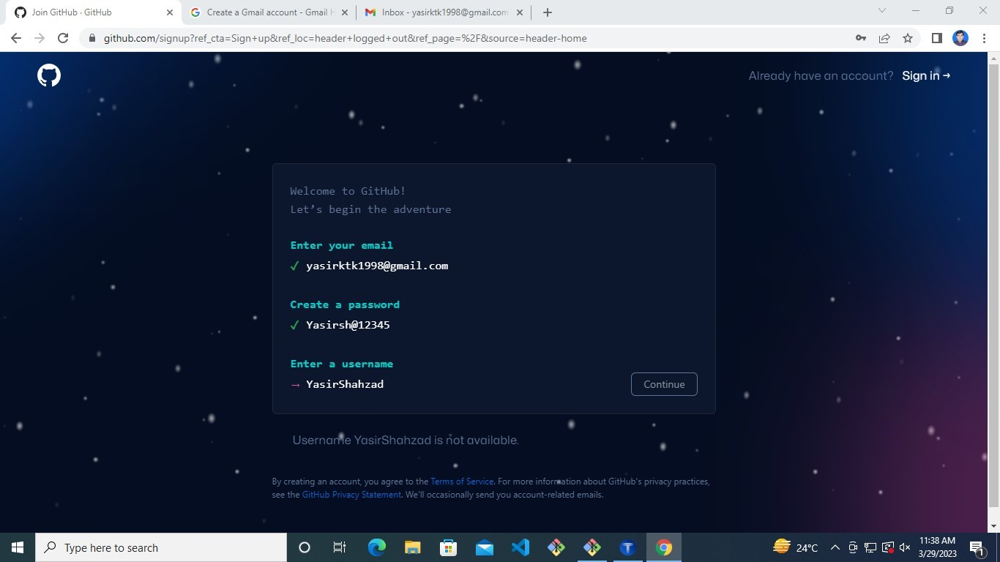 Join GitHub · GitHub
Create a Gmail account - Gmail H
Inbox - yasirktk1998@gmail.com
github.com/signup?ref_cta=Sign+up&ref_loc=header+logged+out&ref_page=%2F&source=header-home
Already have an account? Sign in →
Welcome to GitHub!
Let’s begin the adventure
Enter your email
✓ yasirktk1998@gmail.com
Create a password
✓ Yasirsh@12345
Enter a username
→ YasirShahzad
Continue
Username YasirShahzad is not available.
By creating an account, you agree to the Terms of Service. For more information about GitHub's privacy practices,
see the GitHub Privacy Statement. We'll occasionally send you account-related emails.
Type here to search
24°C
11:38 AM
3/29/2023
1